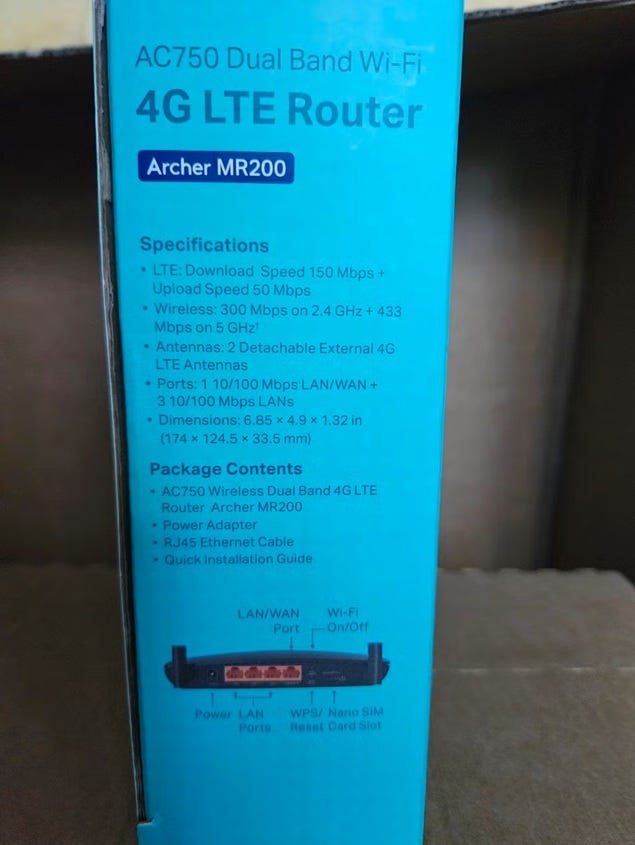 AC750 Dual Band Wi-Fi
4G LTE Router
Archer MR200
Specifications
• LTE: Download Speed 150 Mbps +
Upload Speed 50 Mbps
• Wireless: 300 Mbps on 2.4 GHz + 433
Mbps on 5 GHz†
• Antennas: 2 Detachable External 4G
LTE Antennas
• Ports: 1 10/100 Mbps LAN/WAN +
3 10/100 Mbps LANs
• Dimensions: 6.85 × 4.9 × 1.32 in
(174 × 124.5 × 33.5 mm)
Package Contents
• AC750 Wireless Dual Band 4G LTE
Router Archer MR200
• Power Adapter
• RJ45 Ethernet Cable
• Quick Installation Guide
LAN/WAN Wi-Fi
Port On/Off
Power LAN WPS/ Nano SIM
Ports Reset Card Slot